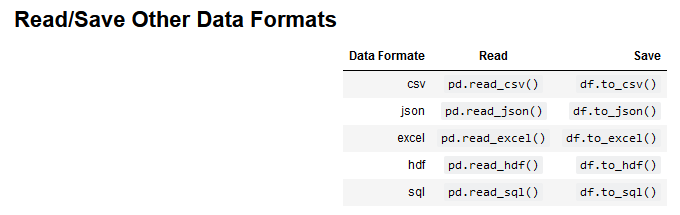 Read/Save Other Data Formats
Data Formate Read Save
csv pd.read_csv() df.to_csv()
json pd.read_json() df.to_json()
excel pd.read_excel() df.to_excel()
hdf pd.read_hdf() df.to_hdf()
sql pd.read_sql() df.to_sql()